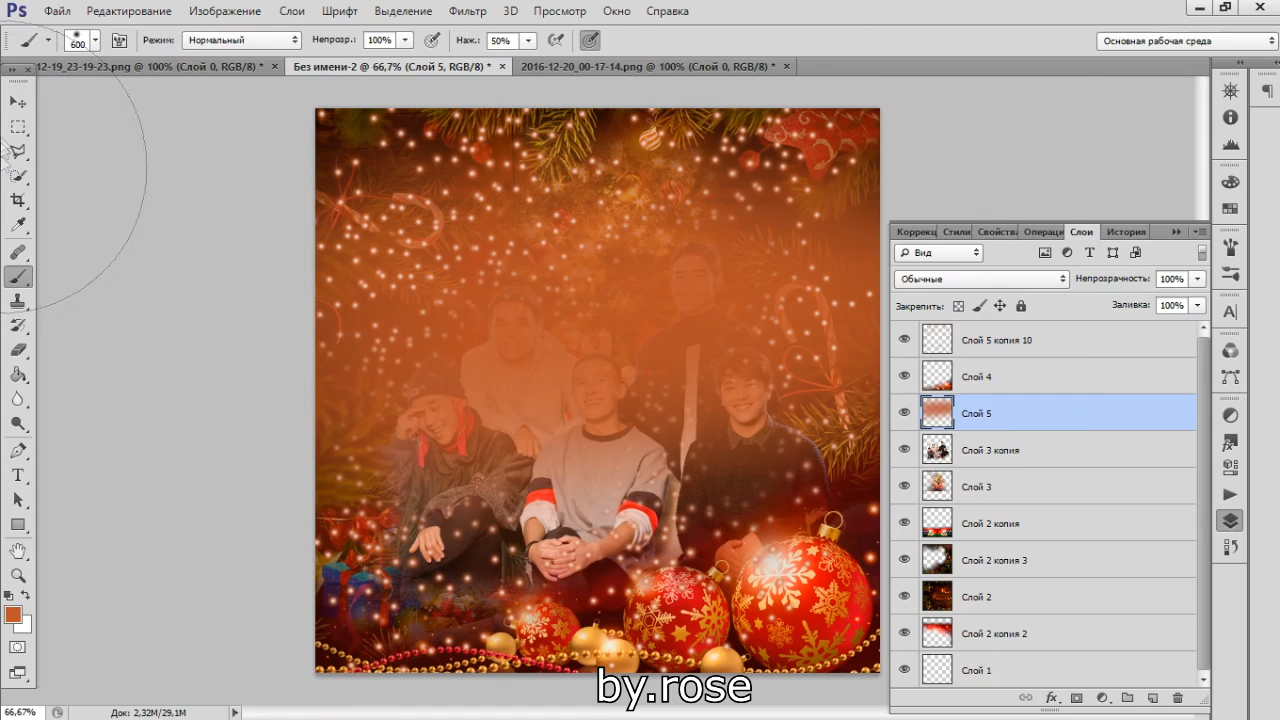 Ps Файл Редактирование Изображение Слои Шрифт Выделение Фильтр 3D Просмотр Окно Справка
600 Режим: Нормальный Непрозр.: 100% Наж.: 50% Основная рабочая среда
12-19_23-19-23.png @ 100% (Слой 0, RGB/8) * × Без имени-2 @ 66,7% (Слой 5, RGB/8) * × 2016-12-20_00-17-14.png @ 100% (Слой 0, RGB/8) * ×
Коррекц Стили Свойства Операци Слои История
Вид
Обычные Непрозрачность: 100%
Закрепить: Заливка: 100%
Слой 5 копия 10
Слой 4
Слой 5
Слой 3 копия
Слой 3
Слой 2 копия
Слой 2 копия 3
Слой 2
Слой 2 копия 2
Слой 1
fx
by.rose
66,67% Док: 2,32M/29,1M